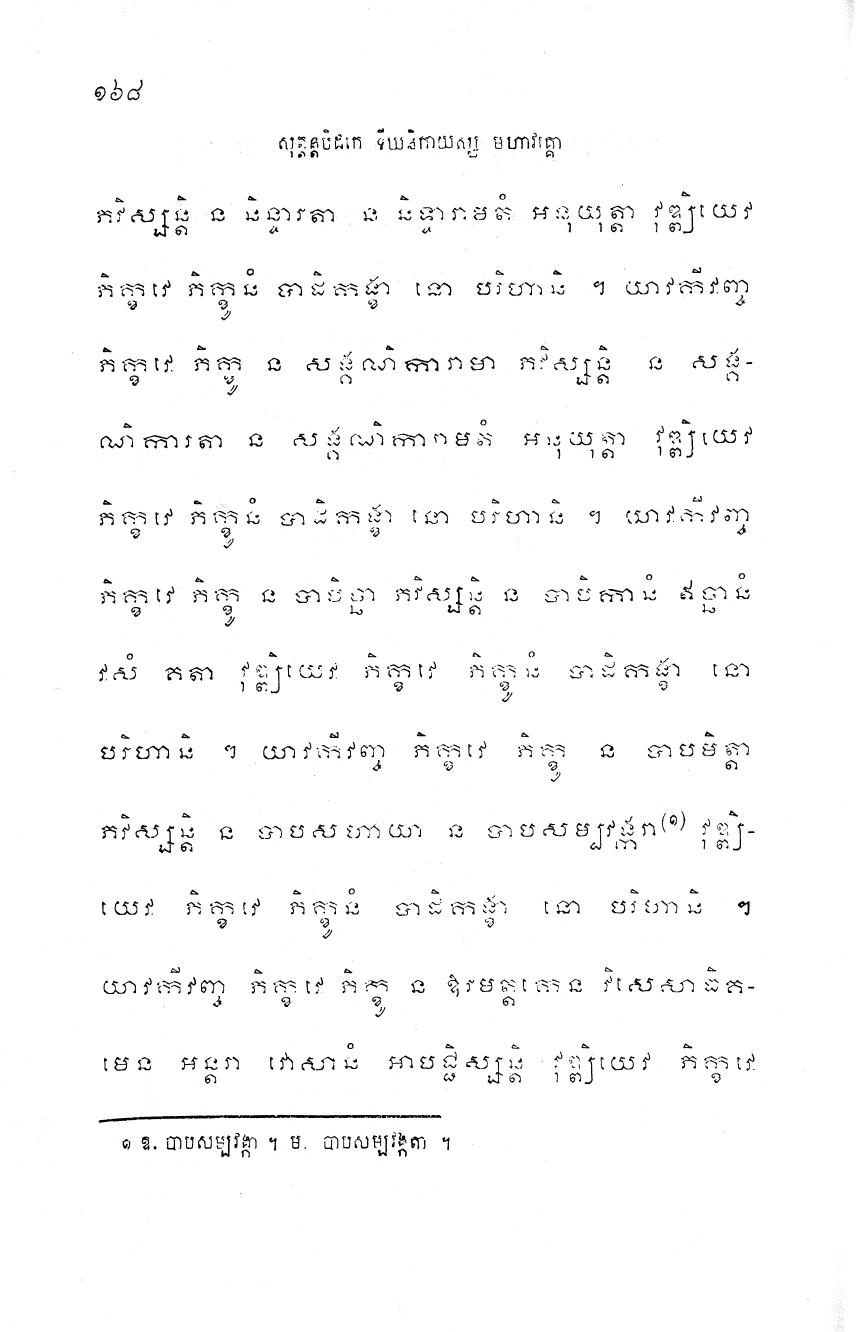 ១៦៨
សុត្តន្តបិដកេ ទីឃនិកាយស្ស មហាវគ្គោ
ភវិស្សន្តិ ន និទ្ទារតា ន និទ្ទារាមតំ អនុយុត្តា វុឌ្ឍិយេវ
ភិក្ខវេ ភិក្ខូនំ បាដិកង្ខា នោ បរិហានិ ។ យាវកីវញ្ច
ភិក្ខវេ ភិក្ខូ ន សង្គណិការាមា ភវិស្សន្តិ ន សង្គ-
ណិការតា ន សង្គណិការាមតំ អនុយុត្តា វុឌ្ឍិយេវ
ភិក្ខវេ ភិក្ខូនំ បាដិកង្ខា នោ បរិហានិ ។ យាវកីវញ្ច
ភិក្ខវេ ភិក្ខូ ន បាបិច្ឆា ភវិស្សន្តិ ន បាបិកានំ ឥច្ឆានំ
វសំ គតា វុឌ្ឍិយេវ ភិក្ខវេ ភិក្ខូនំ បាដិកង្ខា នោ
បរិហានិ ។ យាវកីវញ្ច ភិក្ខវេ ភិក្ខូ ន បាបមិត្តា
ភវិស្សន្តិ ន បាបសហាយា ន បាបសម្បវង្ការា(១) វុឌ្ឍិ-
យេវ ភិក្ខវេ ភិក្ខូនំ បាដិកង្ខា នោ បរិហានិ ។
យាវកីវញ្ច ភិក្ខវេ ភិក្ខូ ន ឱរមត្តកេន វិសេសាធិគ-
មេន អន្តរា វោសានំ អាបជ្ជិស្សន្តិ វុឌ្ឍិយេវ ភិក្ខវេ
១ ឱ. បាបសម្បវង្កា ។ ម. បាបសម្បវង្កតា ។